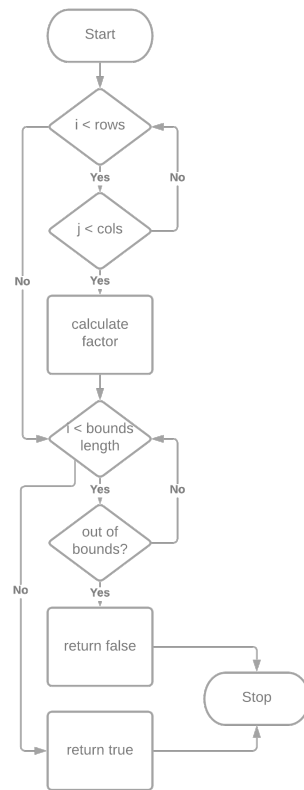 Start
i < rows
Yes
No
j < cols
No
Yes
calculate
factor
i < bounds
length
Yes
No
out of
bounds?
No
Yes
return false
Stop
return true